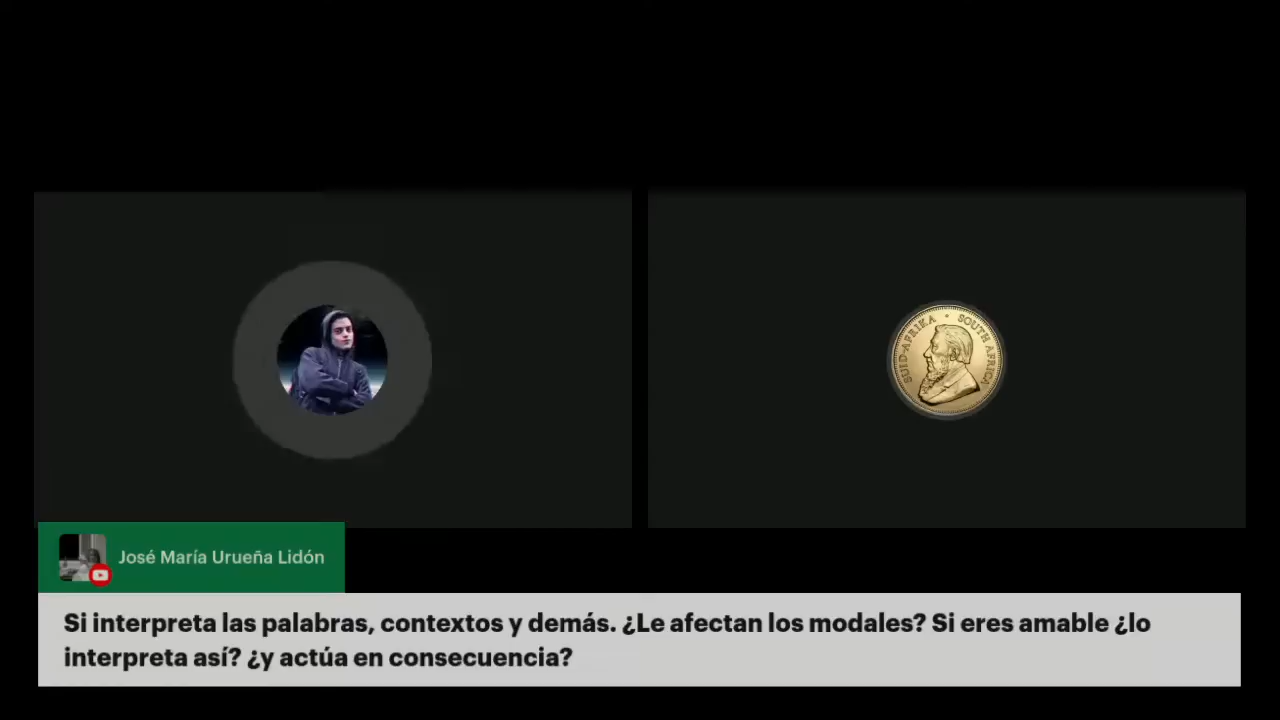 SUID-AFRIKA • SOUTH AFRICA
José María Urueña Lidón
Si interpreta las palabras, contextos y demás. ¿Le afectan los modales? Si eres amable ¿lo
interpreta así? ¿y actúa en consecuencia?